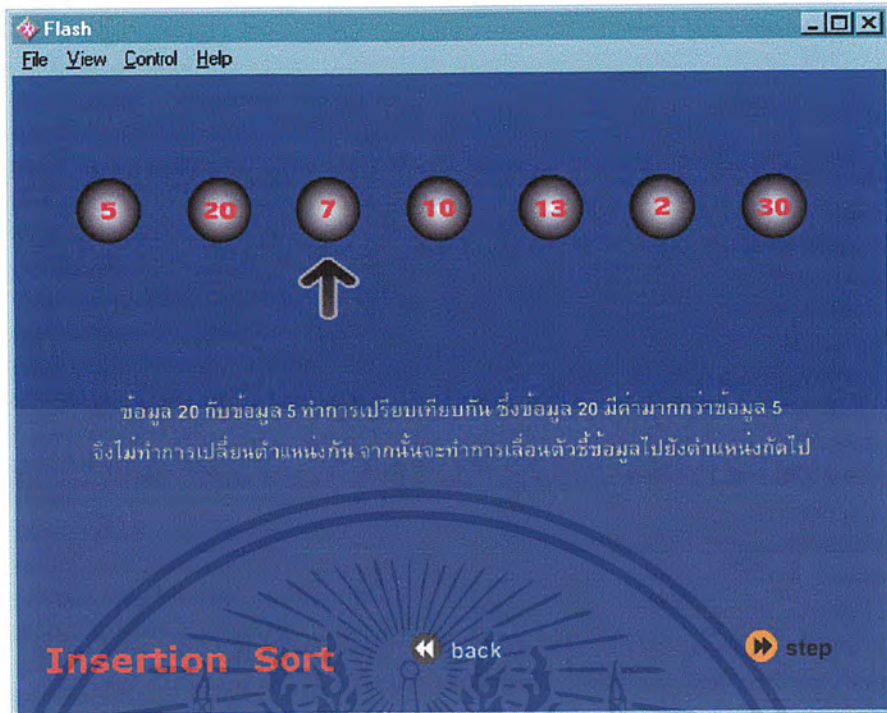 Flash
File View Control Help
5 20 7 10 13 2 30
ข้อมูล 20 กับข้อมูล 5 ทำการเปรียบเทียบกัน ซึ่งข้อมูล 20 มีค่ามากกว่าข้อมูล 5
จึงไม่ทำการเปลี่ยนตำแหน่งกัน จากนั้นจะทำการเลื่อนตัวชี้ข้อมูลไปยังตำแหน่งถัดไป
Insertion Sort back step